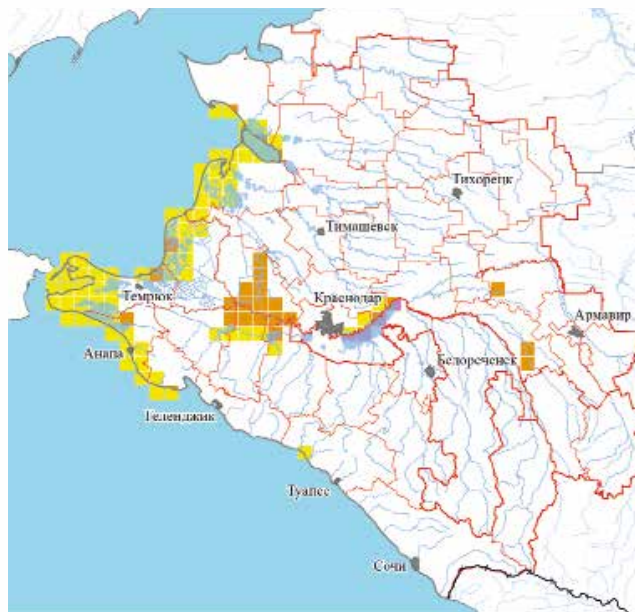 Тихорецк
Тимашевск
Темрюк
Краснодар
Армавир
Анапа
Белореченск
Геленджик
Туапсе
Сочи